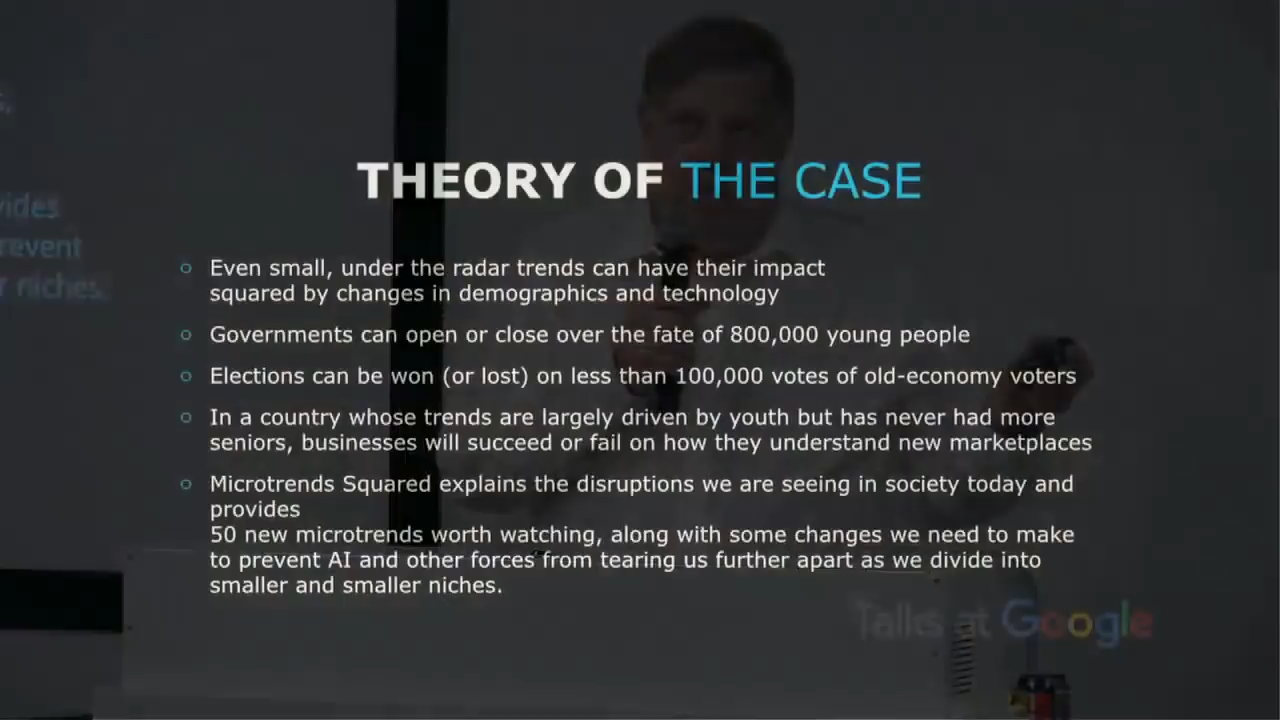 THEORY OF THE CASE
○ Even small, under the radar trends can have their impact
squared by changes in demographics and technology
○ Governments can open or close over the fate of 800,000 young people
○ Elections can be won (or lost) on less than 100,000 votes of old-economy voters
○ In a country whose trends are largely driven by youth but has never had more
seniors, businesses will succeed or fail on how they understand new marketplaces
○ Microtrends Squared explains the disruptions we are seeing in society today and
provides
50 new microtrends worth watching, along with some changes we need to make
to prevent AI and other forces from tearing us further apart as we divide into
smaller and smaller niches.
Talks at Google
niches.